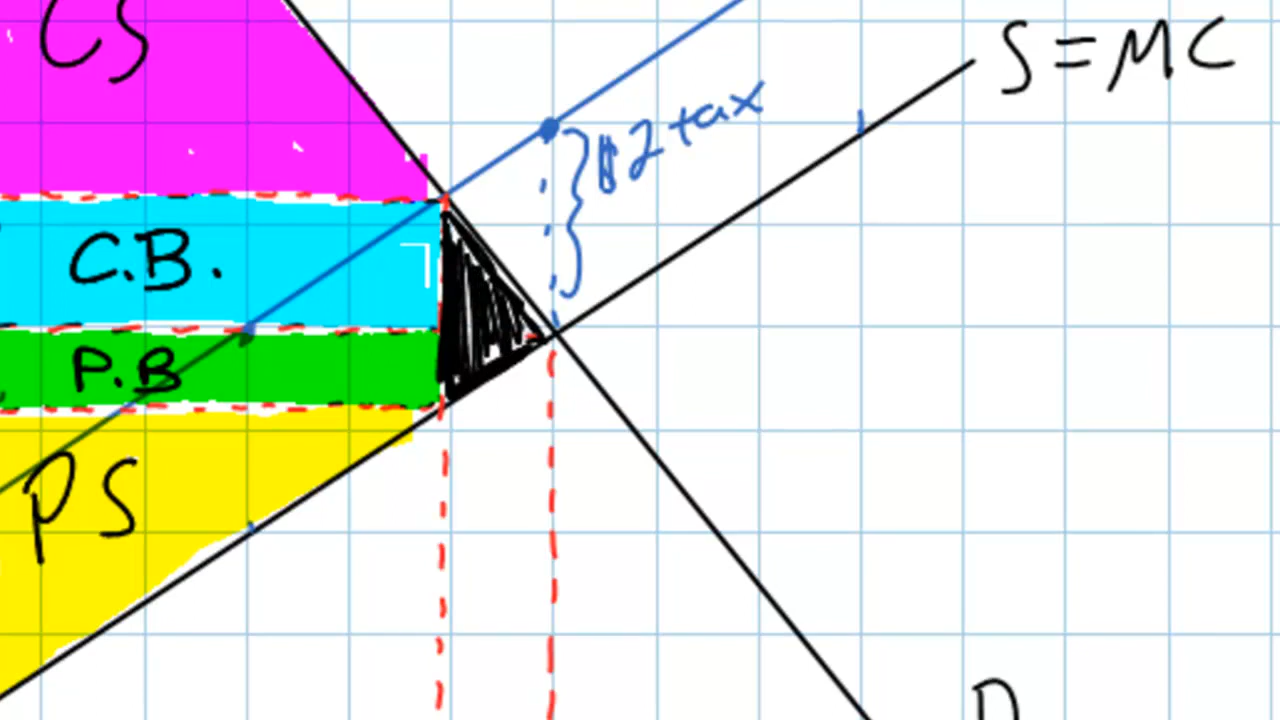 CS
S=MC
$2 tax
C.B.
P.B
PS
D